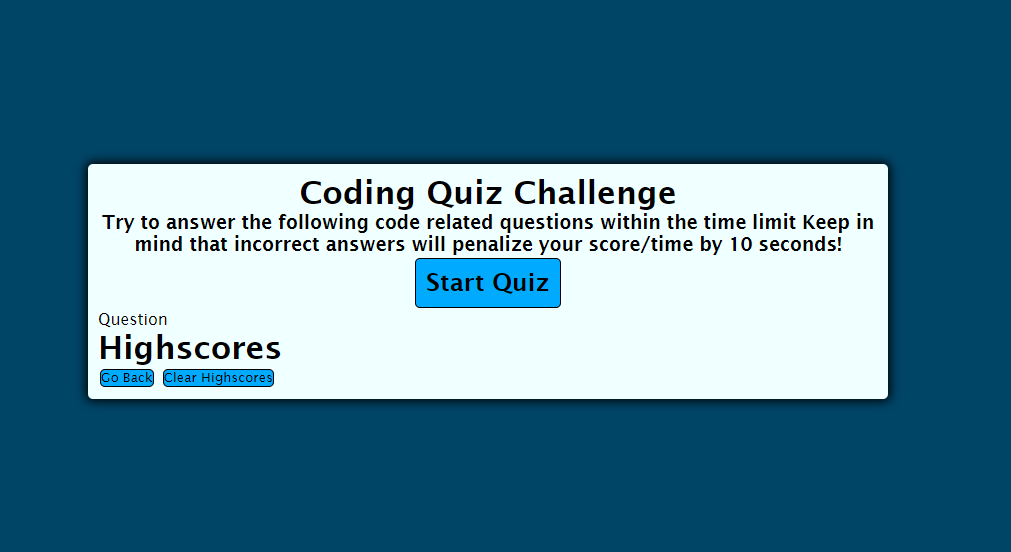 Coding Quiz Challenge
Try to answer the following code related questions within the time limit Keep in
mind that incorrect answers will penalize your score/time by 10 seconds!
Start Quiz
Question
Highscores
Go Back Clear Highscores